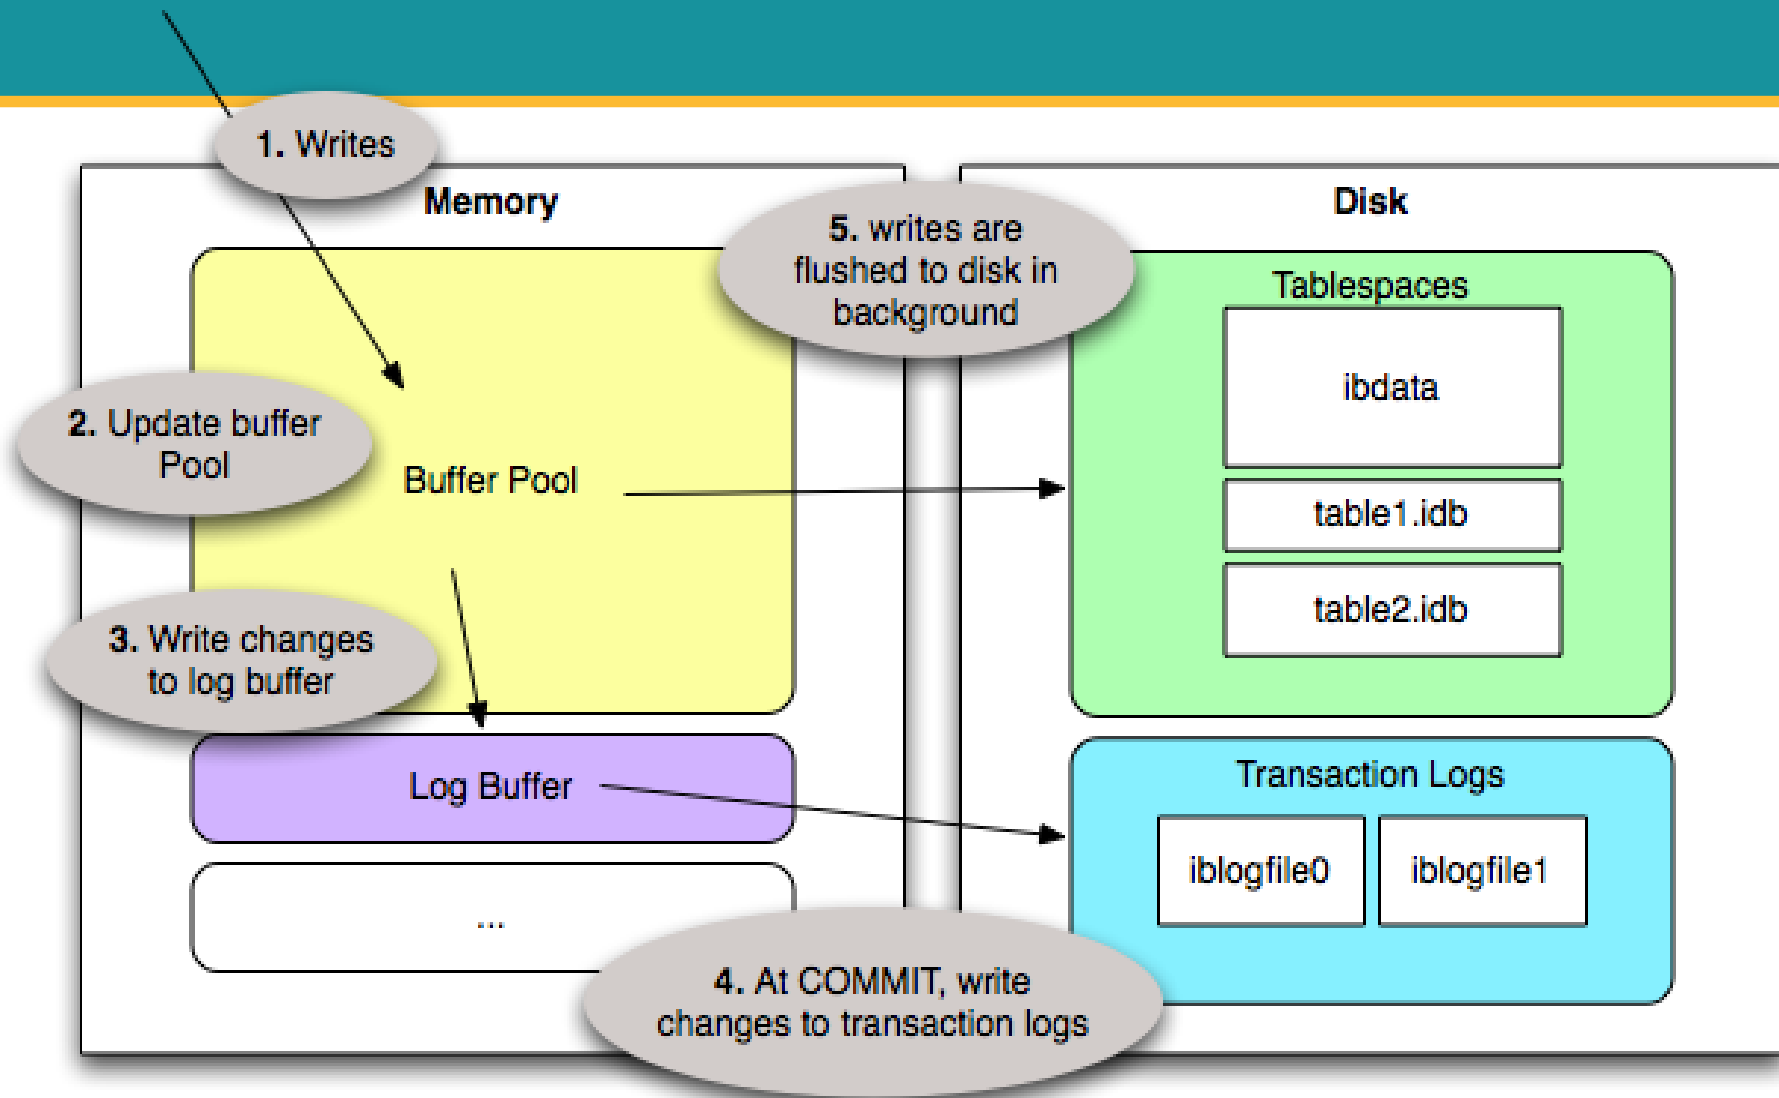 1. Writes
Memory
2. Update buffer
Pool
Buffer Pool
3. Write changes
to log buffer
Log Buffer
...
4. At COMMIT, write
changes to transaction logs
5. writes are
flushed to disk in
background
Disk
Tablespaces
ibdata
table1.idb
table2.idb
Transaction Logs
iblogfile0
iblogfile1